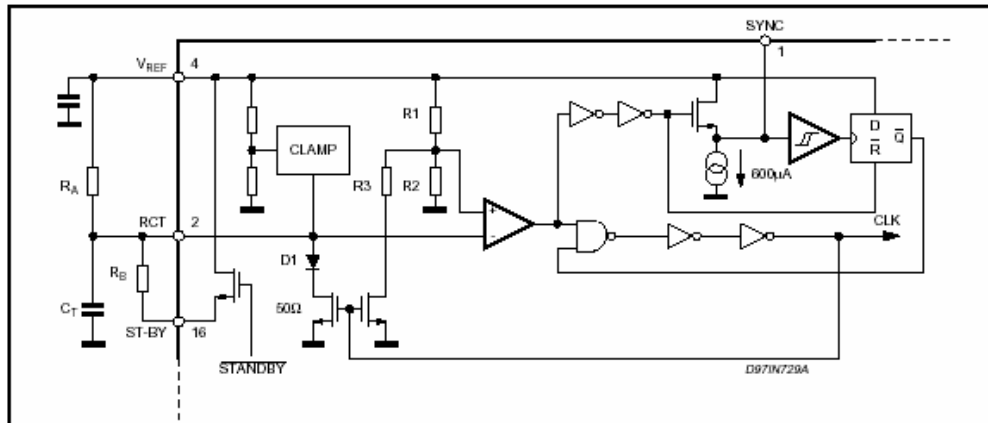 SYNC
1
VREF 4
R1
D
R̅ Q̅
CLAMP
RA
R3 R2
600µA
RCT 2
+
-
CLK
D1
RB
50Ω
CT
ST-BY 16
S̅T̅A̅N̅D̅B̅Y̅
D97IN729A